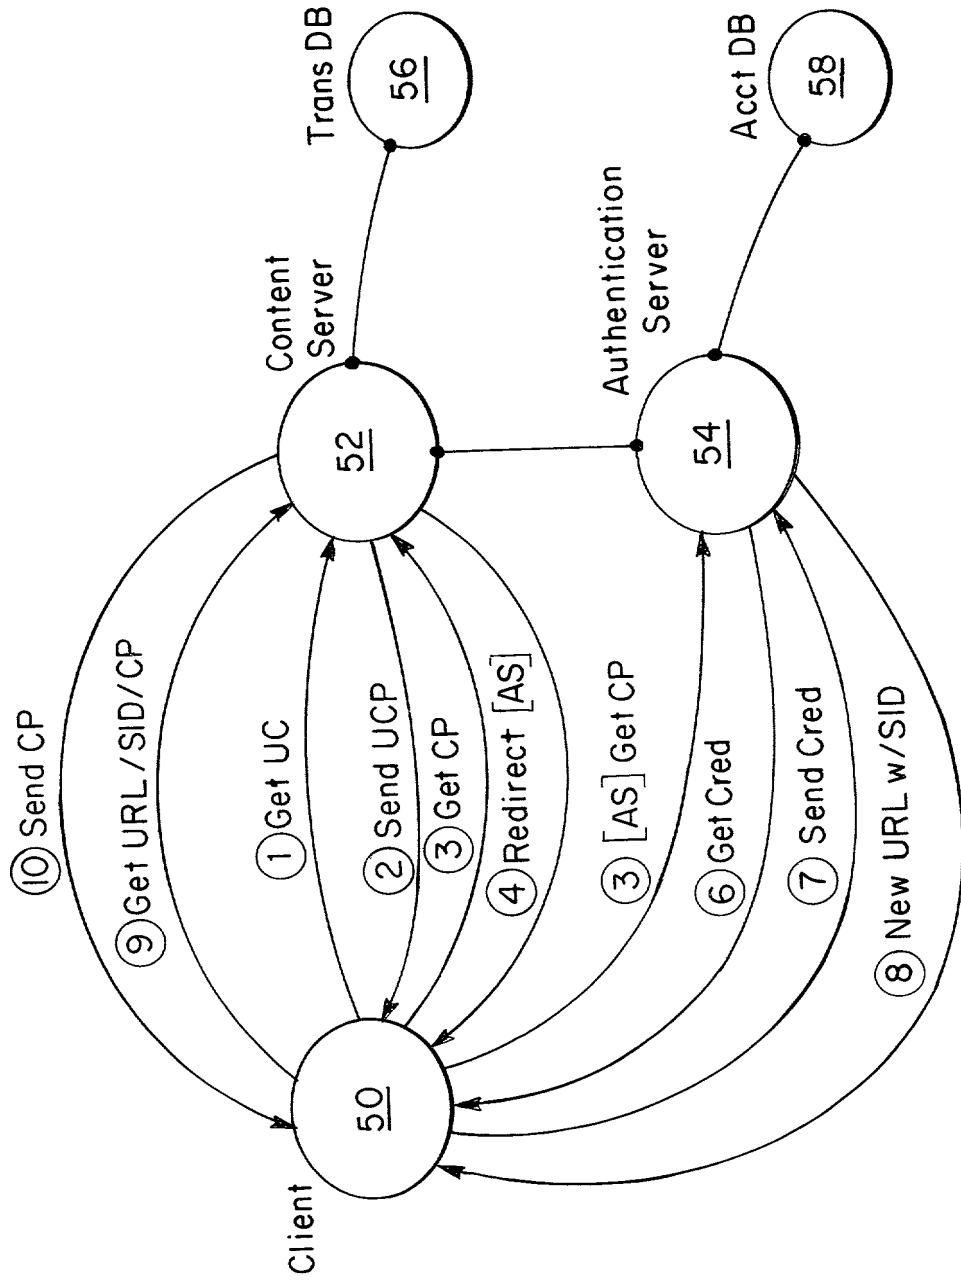 ⑩ Send CP
⑨ Get URL/SID/CP
① Get UC
② Send UCP
③ Get CP
④ Redirect [AS]
③ [AS] Get CP
⑥ Get Cred
⑦ Send Cred
⑧ New URL w/SID
Client
50
Content
Server
52
Authentication
Server
54
Trans DB
56
Acct DB
58